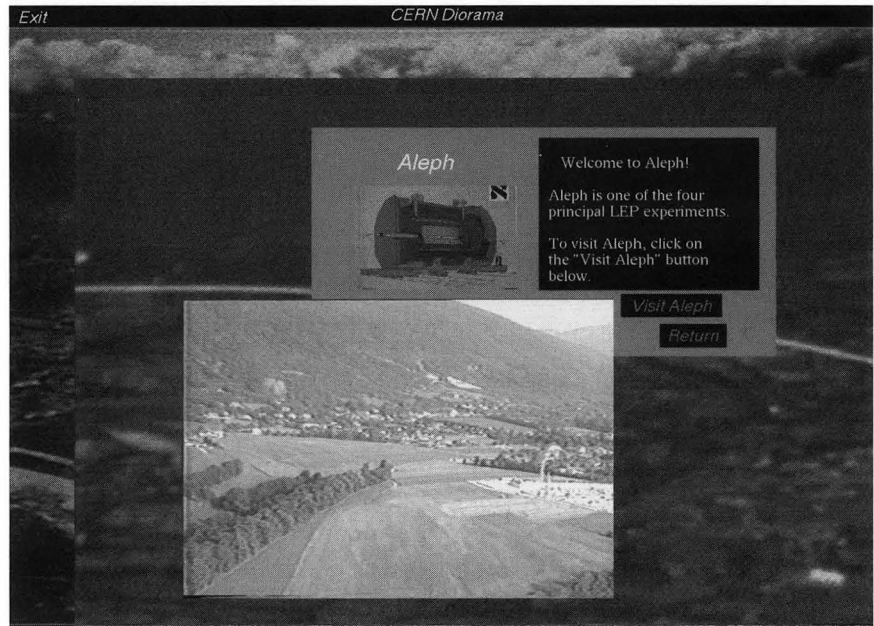 Exit
CERN Diorama
Aleph
ℵ
Welcome to Aleph!
Aleph is one of the four
principal LEP experiments.
To visit Aleph, click on
the "Visit Aleph" button
below.
Visit Aleph
Return